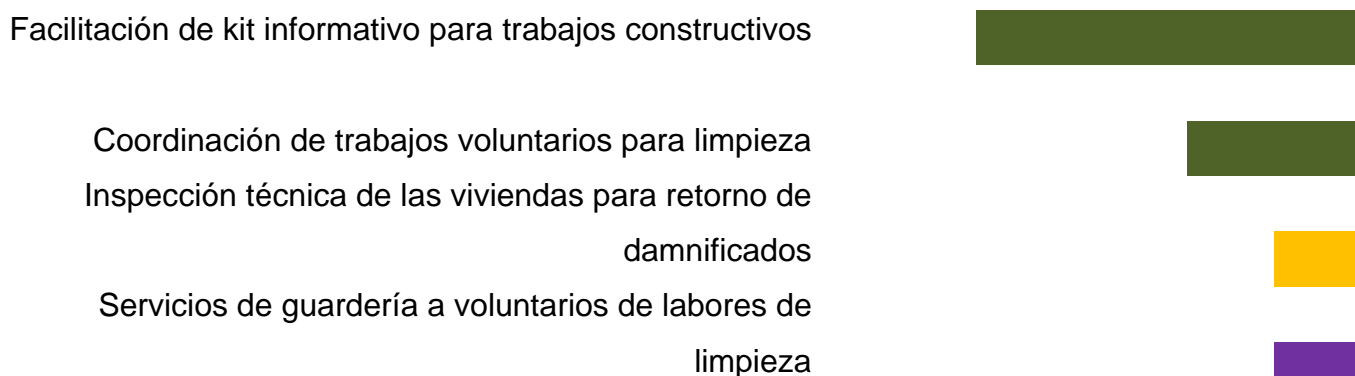 Facilitación de kit informativo para trabajos constructivos
Coordinación de trabajos voluntarios para limpieza
Inspección técnica de las viviendas para retorno de
damnificados
Servicios de guardería a voluntarios de labores de
limpieza